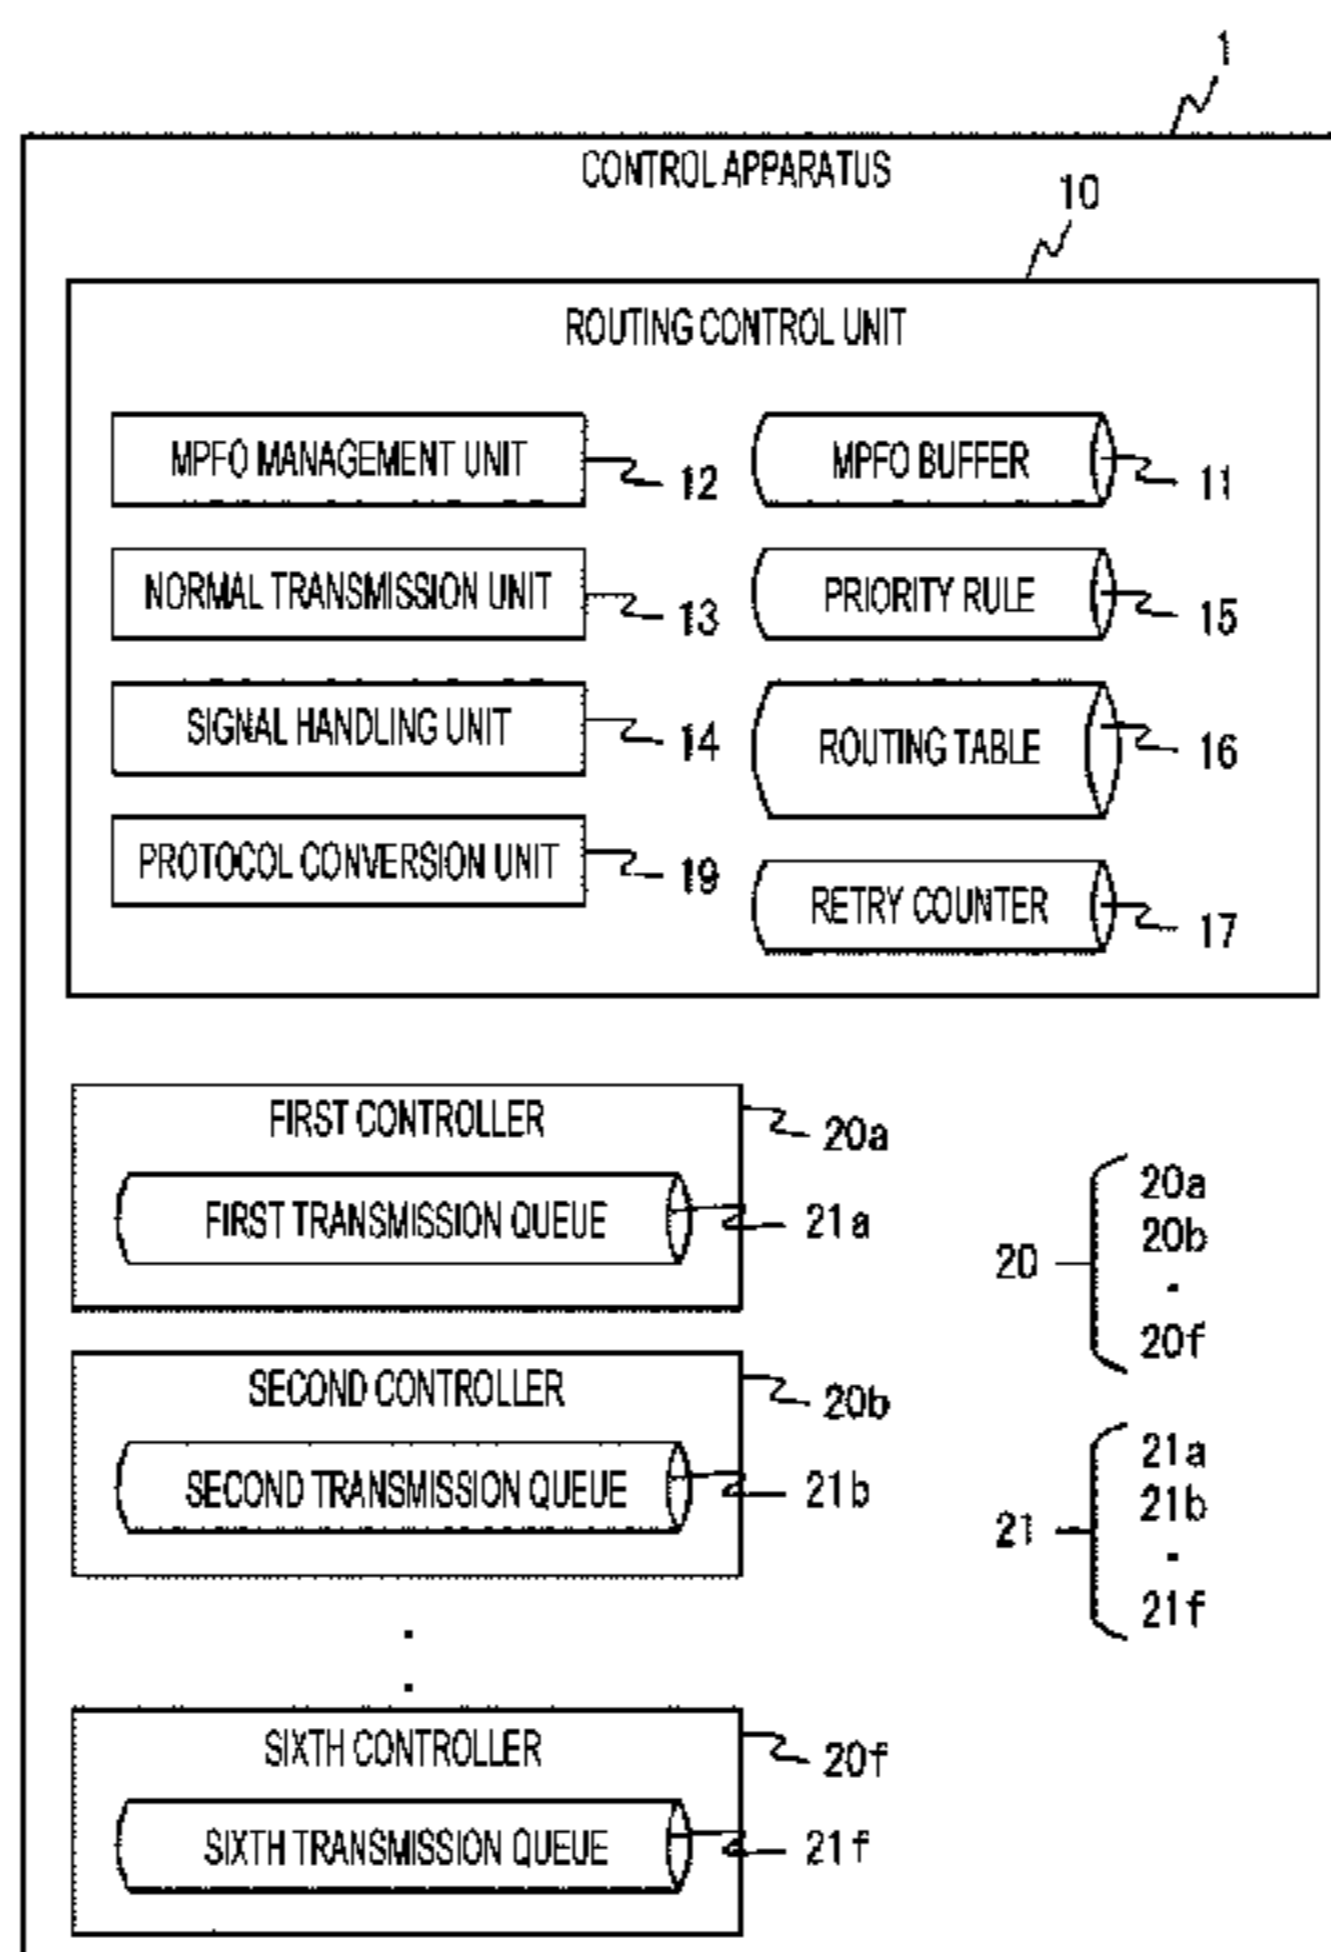 1
CONTROL APPARATUS
10
ROUTING CONTROL UNIT
MPFO MANAGEMENT UNIT 12
MPFO BUFFER 11
NORMAL TRANSMISSION UNIT 13
PRIORITY RULE 15
SIGNAL HANDLING UNIT 14
ROUTING TABLE 16
PROTOCOL CONVERSION UNIT 19
RETRY COUNTER 17
FIRST CONTROLLER 20a
FIRST TRANSMISSION QUEUE 21a
20
20a
20b
.
20f
SECOND CONTROLLER 20b
SECOND TRANSMISSION QUEUE 21b
21
21a
21b
.
21f
.
.
SIXTH CONTROLLER 20f
SIXTH TRANSMISSION QUEUE 21f